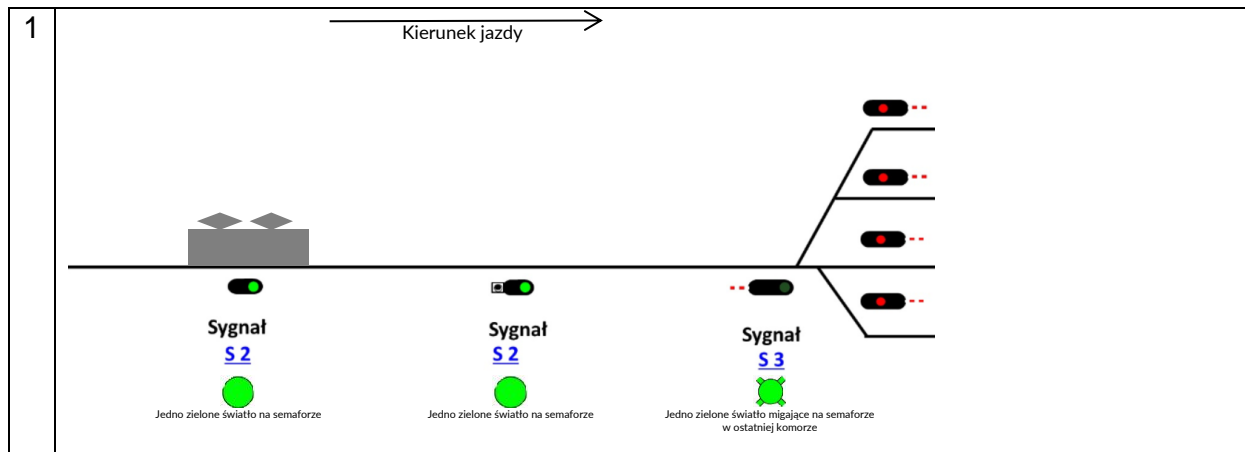 1
Kierunek jazdy
Sygnał
S 2
Jedno zielone światło na semaforze
Sygnał
S 2
Jedno zielone światło na semaforze
Sygnał
S 3
Jedno zielone światło migające na semaforze
w ostatniej komorze